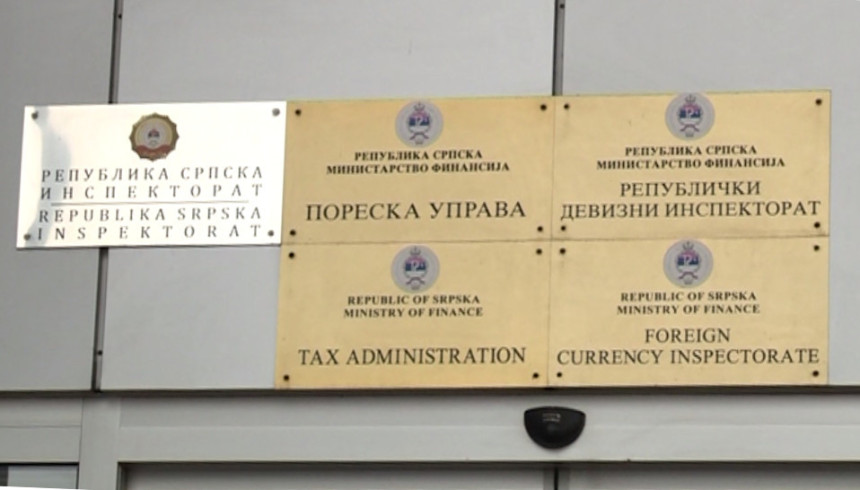 РЕПУБЛИКА СРПСКА
ИНСПЕКТОРАТ
REPUBLIKA SRPSKA
INSPEKTORAT
РЕПУБЛИКА СРПСКА
МИНИСТАРСТВО ФИНАНСИЈА
ПОРЕСКА УПРАВА
РЕПУБЛИКА СРПСКА
МИНИСТАРСТВО ФИНАНСИЈА
РЕПУБЛИЧКИ
ДЕВИЗНИ ИНСПЕКТОРАТ
REPUBLIC OF SRPSKA
MINISTRY OF FINANCE
TAX ADMINISTRATION
REPUBLIC OF SRPSKA
MINISTRY OF FINANCE
FOREIGN
CURRENCY INSPECTORATE